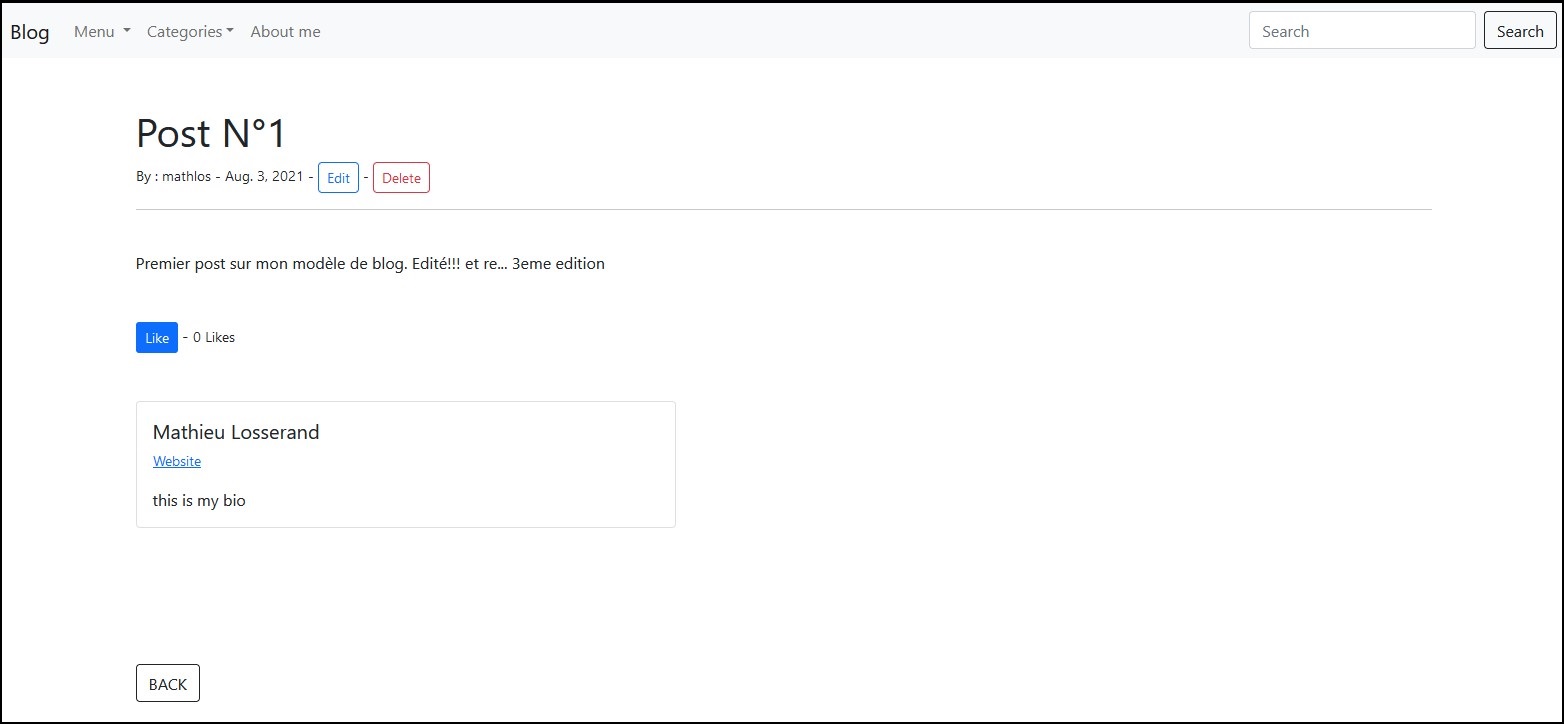 Blog Menu Categories About me Search Search
Post N°1
By : mathlos - Aug. 3, 2021 - Edit - Delete
Premier post sur mon modèle de blog. Edité!!! et re... 3eme edition
Like - 0 Likes
Mathieu Losserand
Website
this is my bio
BACK